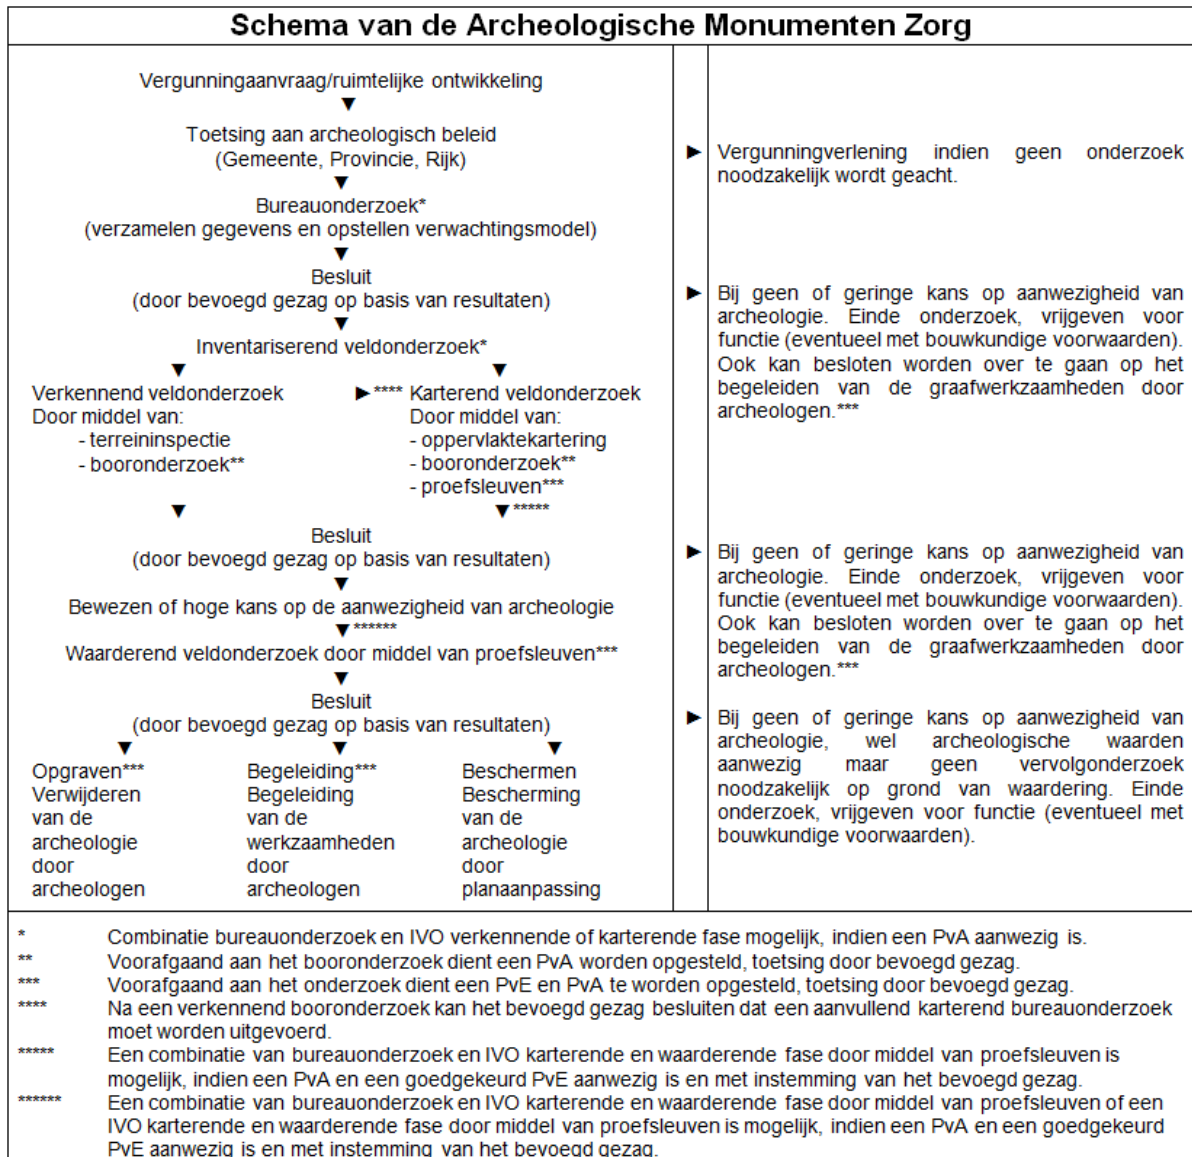 Schema van de Archeologische Monumenten Zorg
Vergunningaanvraag/ruimtelijke ontwikkeling
▼
Toetsing aan archeologisch beleid
(Gemeente, Provincie, Rijk)
▼
► Vergunningverlening indien geen onderzoek
noodzakelijk wordt geacht.
Bureauonderzoek*
(verzamelen gegevens en opstellen verwachtingsmodel)
▼
Besluit
(door bevoegd gezag op basis van resultaten)
▼
► Bij geen of geringe kans op aanwezigheid van
archeologie. Einde onderzoek, vrijgeven voor
functie (eventueel met bouwkundige voorwaarden).
Ook kan besloten worden over te gaan op het
begeleiden van de graafwerkzaamheden door
archeologen.***
Inventariserend veldonderzoek*
▼ ▼
Verkennend veldonderzoek
Door middel van:
- terreininspectie
- booronderzoek**
▼
►**** Karterend veldonderzoek
Door middel van:
- oppervlaktekartering
- booronderzoek**
- proefsleuven***
▼*****
Besluit
(door bevoegd gezag op basis van resultaten)
▼
► Bij geen of geringe kans op aanwezigheid van
archeologie. Einde onderzoek, vrijgeven voor
functie (eventueel met bouwkundige voorwaarden).
Ook kan besloten worden over te gaan op het
begeleiden van de graafwerkzaamheden door
archeologen.***
Bewezen of hoge kans op de aanwezigheid van archeologie
▼******
Waarderend veldonderzoek door middel van proefsleuven***
▼
Besluit
(door bevoegd gezag op basis van resultaten)
▼ ▼ ▼
► Bij geen of geringe kans op aanwezigheid van
archeologie, wel archeologische waarden
aanwezig maar geen vervolgonderzoek
noodzakelijk op grond van waardering. Einde
onderzoek, vrijgeven voor functie (eventueel met
bouwkundige voorwaarden).
Opgraven***
Verwijderen
van de
archeologie
door
archeologen
Begeleiding***
Begeleiding
van de
werkzaamheden
door
archeologen
Beschermen
Bescherming
van de
archeologie
door
planaanpassing
* Combinatie bureauonderzoek en IVO verkennende of karterende fase mogelijk, indien een PvA aanwezig is.
** Voorafgaand aan het booronderzoek dient een PvA worden opgesteld, toetsing door bevoegd gezag.
*** Voorafgaand aan het onderzoek dient een PvE en PvA te worden opgesteld, toetsing door bevoegd gezag.
**** Na een verkennend booronderzoek kan het bevoegd gezag besluiten dat een aanvullend karterend bureauonderzoek
moet worden uitgevoerd.
***** Een combinatie van bureauonderzoek en IVO karterende en waarderende fase door middel van proefsleuven is
mogelijk, indien een PvA en een goedgekeurd PvE aanwezig is en met instemming van het bevoegd gezag.
****** Een combinatie van bureauonderzoek en IVO karterende en waarderende fase door middel van proefsleuven of een
IVO karterende en waarderende fase door middel van proefsleuven is mogelijk, indien een PvA en een goedgekeurd
PvE aanwezig is en met instemming van het bevoegd gezag.